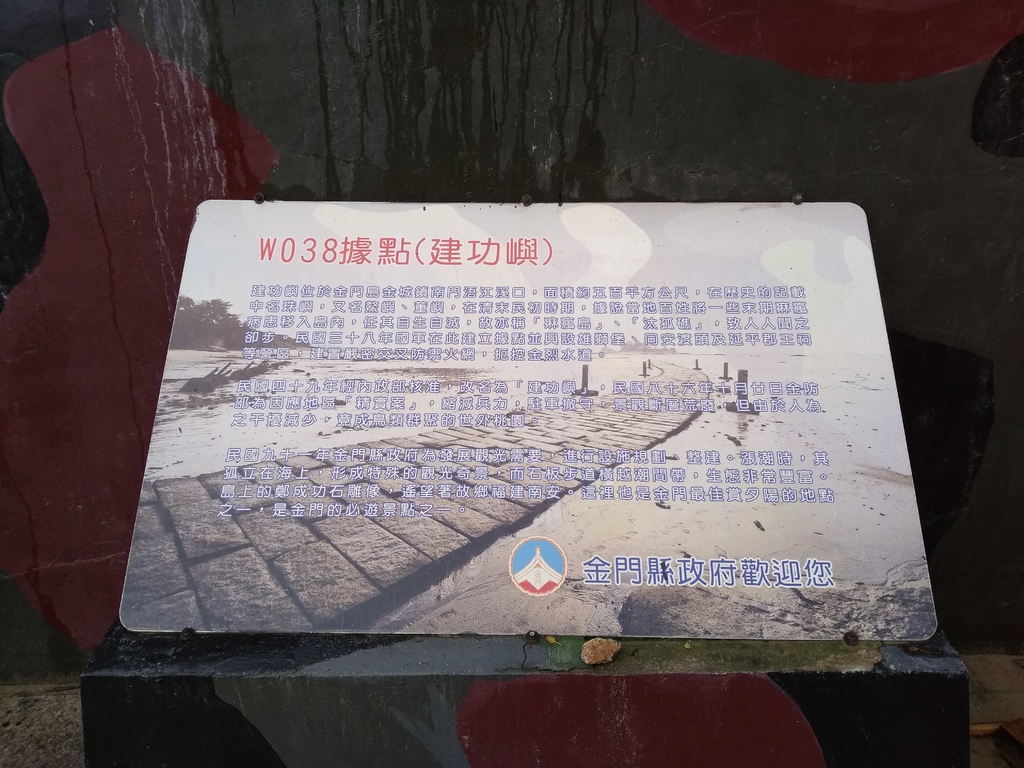 W038據點(建功嶼)
建功嶼位於金門島金城鎮南門浯江溪口，面積約五百平方公尺，在歷史的記載
中名珠嶼，又名鰲嶼、董嶼，在清末民初時期，據說當地百姓將一些末期痲瘋
病患移入島內，任其自生自滅，故亦稱「痲瘋島」、「汰孤礁」，致人人聞之
卻步。民國三十八年國軍在此建立據點並興設雄獅堡、同安渡頭及延平郡王祠
等營區，建置嚴密交叉防禦火網，扼控金烈水道。
民國四十九年經內政部核准，改名為「建功嶼」，民國八十六年十月廿日金防
部為因應地區「精實案」，縮減兵力，駐軍撤守，景觀斷層荒廢，但由於人為
之干擾減少，竟成鳥類群聚的世外桃園。
民國九十一年金門縣政府為發展觀光需要，進行設施規劃、整建。漲潮時，其
孤立在海上，形成特殊的觀光奇景，而石板步道橫越潮間帶，生態非常豐富。
島上的鄭成功石雕像，遙望著故鄉福建南安。這裡也是金門最佳賞夕陽的地點
之一，是金門的必遊景點之一。
金門縣政府歡迎您